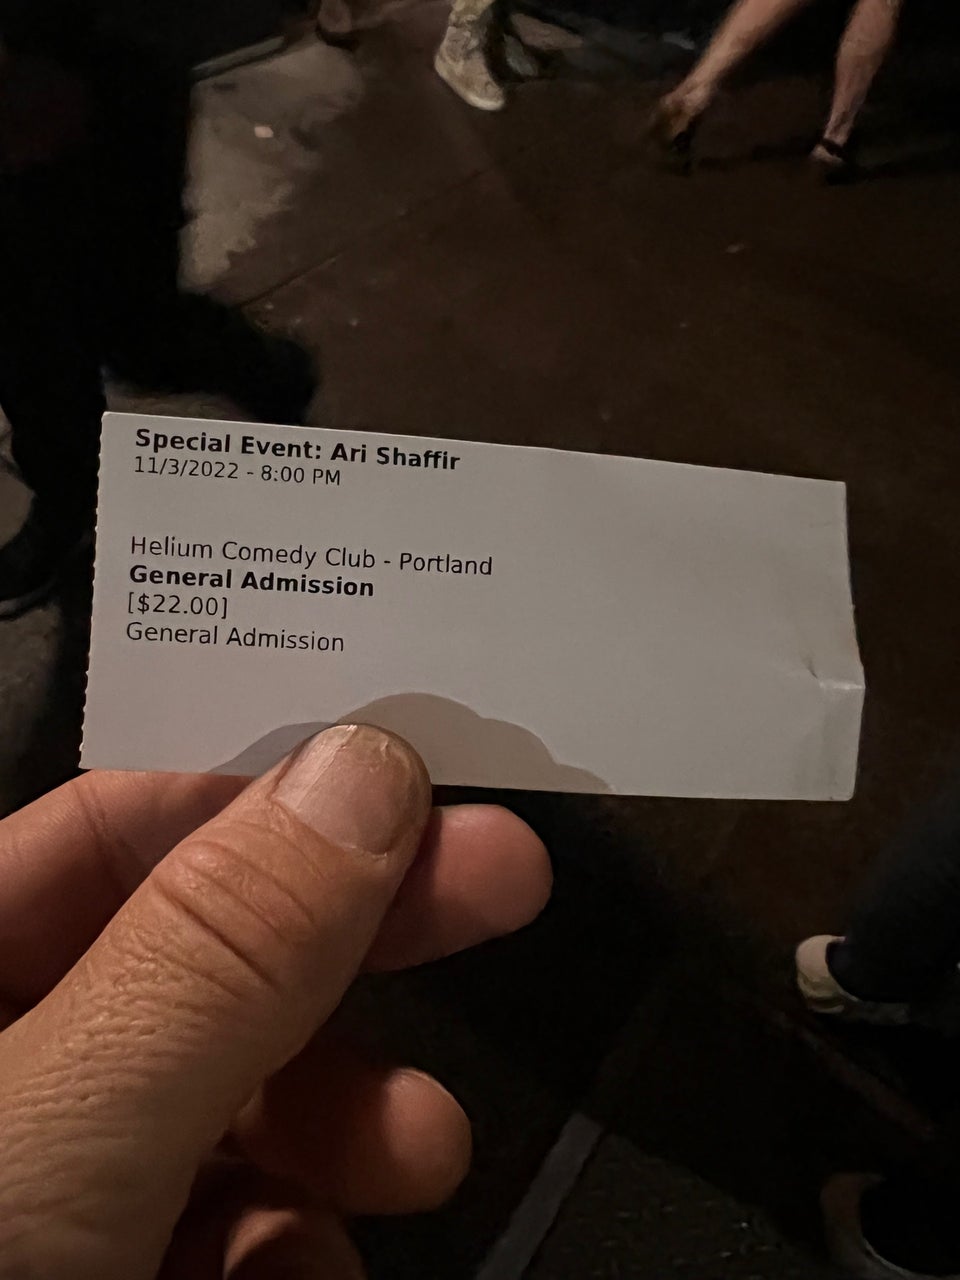 Special Event: Ari Shaffir
11/3/2022 - 8:00 PM
Helium Comedy Club - Portland
General Admission
[$22.00]
General Admission